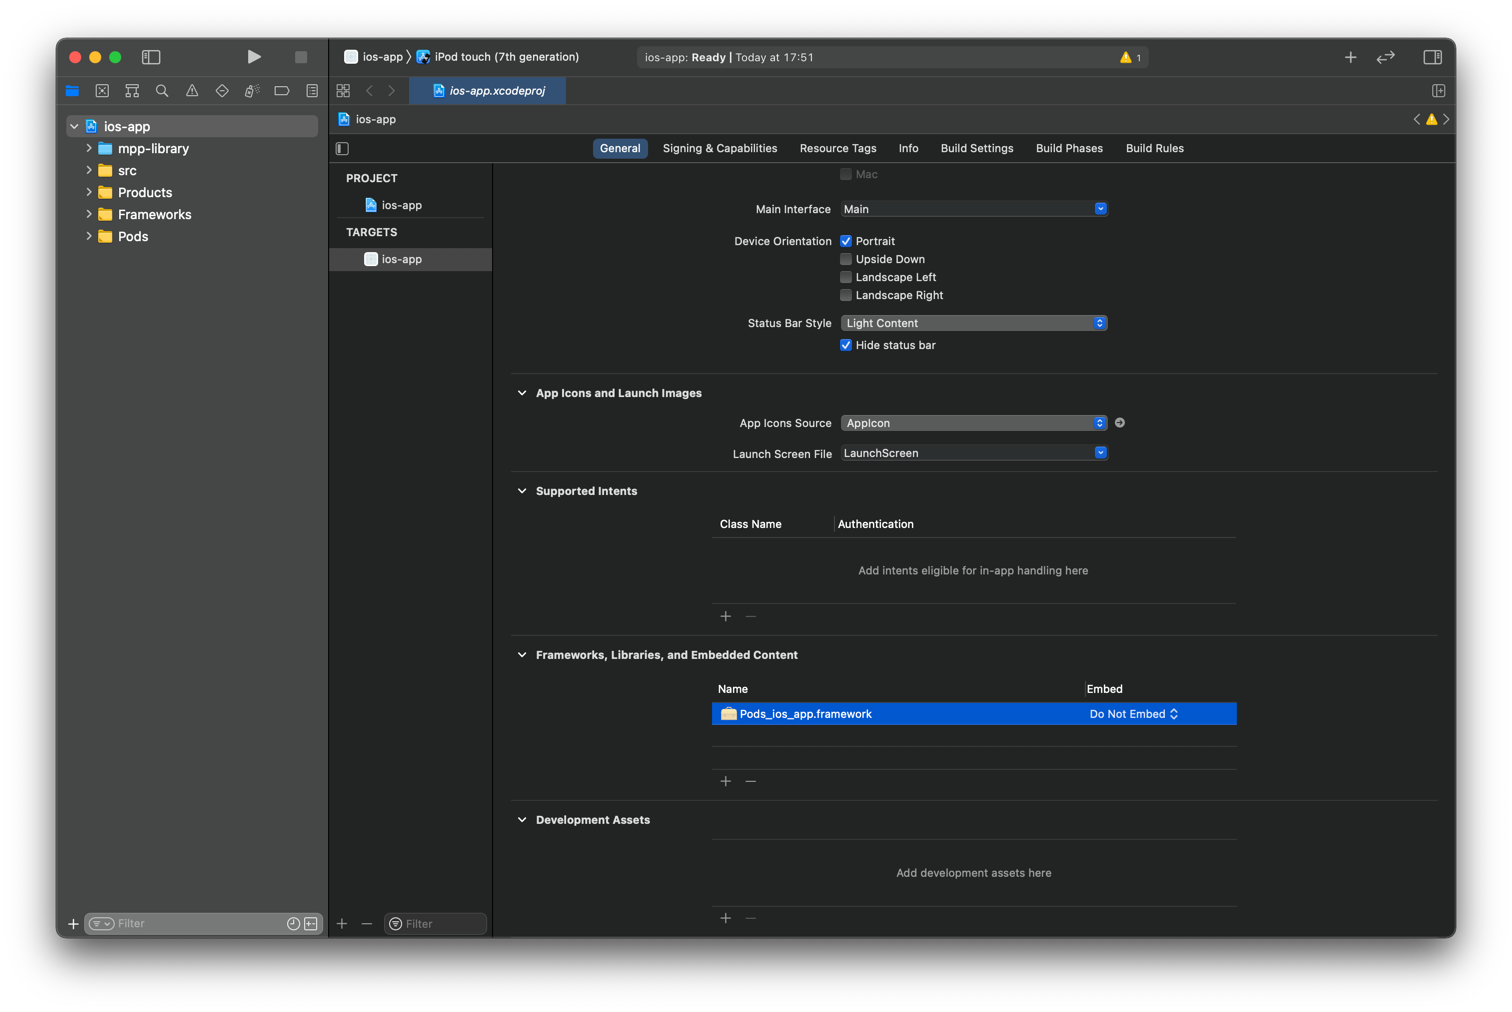 ios-app
iPod touch (7th generation)
ios-app: Ready | Today at 17:51
1
ios-app.xcodeproj
ios-app
mpp-library
src
Products
Frameworks
Pods
Filter
ios-app
General
Signing & Capabilities
Resource Tags
Info
Build Settings
Build Phases
Build Rules
PROJECT
ios-app
TARGETS
ios-app
Filter
Mac
Main Interface
Main
Device Orientation
Portrait
Upside Down
Landscape Left
Landscape Right
Status Bar Style
Light Content
Hide status bar
App Icons and Launch Images
App Icons Source
AppIcon
Launch Screen File
LaunchScreen
Supported Intents
Class Name
Authentication
Add intents eligible for in-app handling here
Frameworks, Libraries, and Embedded Content
Name
Embed
Pods_ios_app.framework
Do Not Embed
Development Assets
Add development assets here